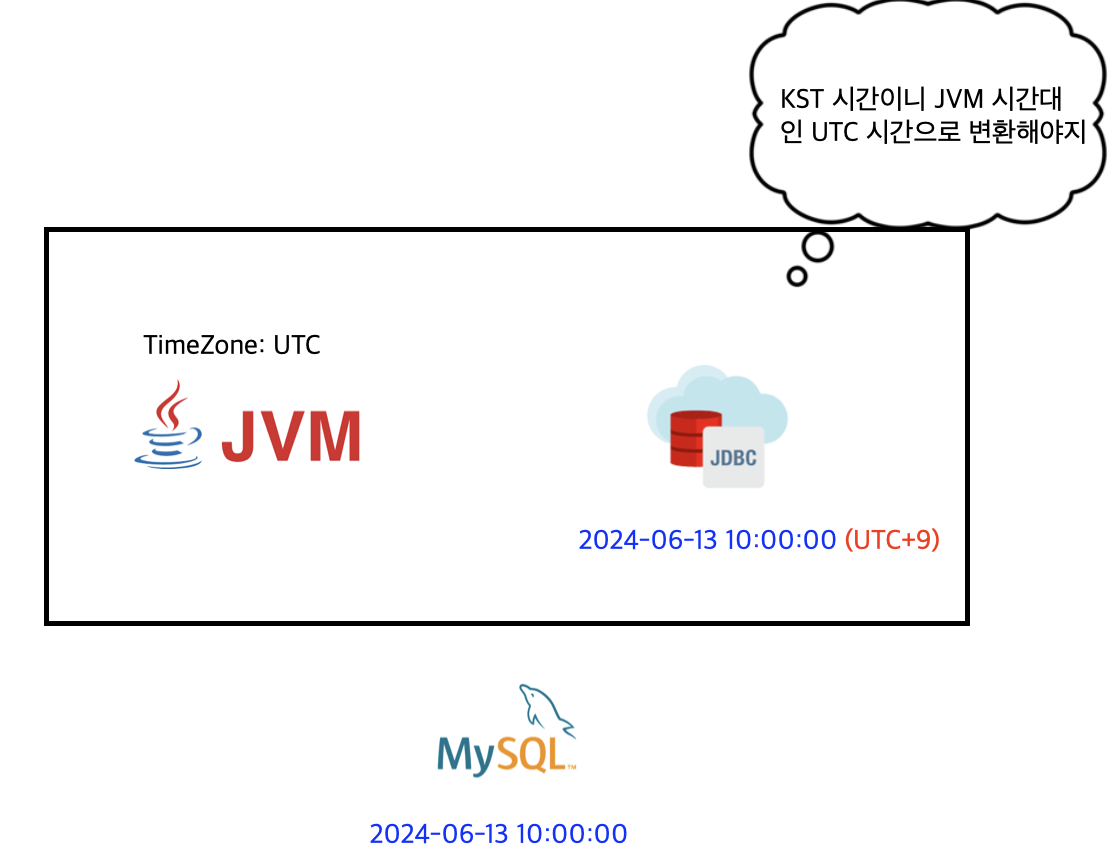 KST 시간이니 JVM 시간대
인 UTC 시간으로 변환해야지
TimeZone: UTC
JVM
JDBC
2024-06-13 10:00:00 (UTC+9)
MySQL™
2024-06-13 10:00:00